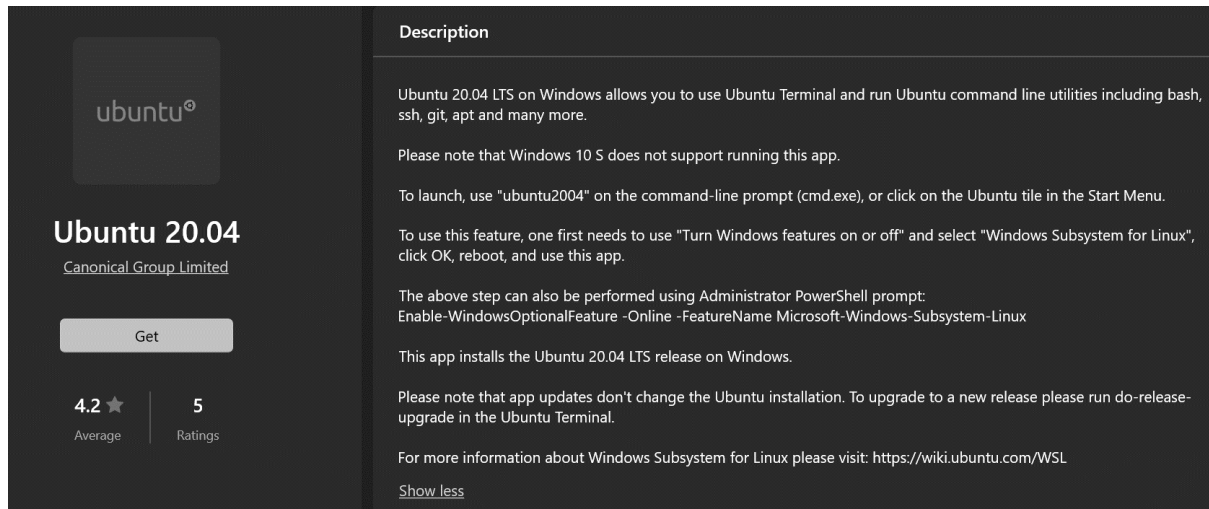 ubuntu
Ubuntu 20.04
Canonical Group Limited
Get
4.2
5
Average
Ratings
Description
Ubuntu 20.04 LTS on Windows allows you to use Ubuntu Terminal and run Ubuntu command line utilities including bash,
ssh, git, apt and many more.
Please note that Windows 10 S does not support running this app.
To launch, use "ubuntu2004" on the command-line prompt (cmd.exe), or click on the Ubuntu tile in the Start Menu.
To use this feature, one first needs to use "Turn Windows features on or off" and select "Windows Subsystem for Linux",
click OK, reboot, and use this app.
The above step can also be performed using Administrator PowerShell prompt:
Enable-WindowsOptionalFeature -Online -FeatureName Microsoft-Windows-Subsystem-Linux
This app installs the Ubuntu 20.04 LTS release on Windows.
Please note that app updates don't change the Ubuntu installation. To upgrade to a new release please run do-release-
upgrade in the Ubuntu Terminal.
For more information about Windows Subsystem for Linux please visit: https://wiki.ubuntu.com/WSL
Show less